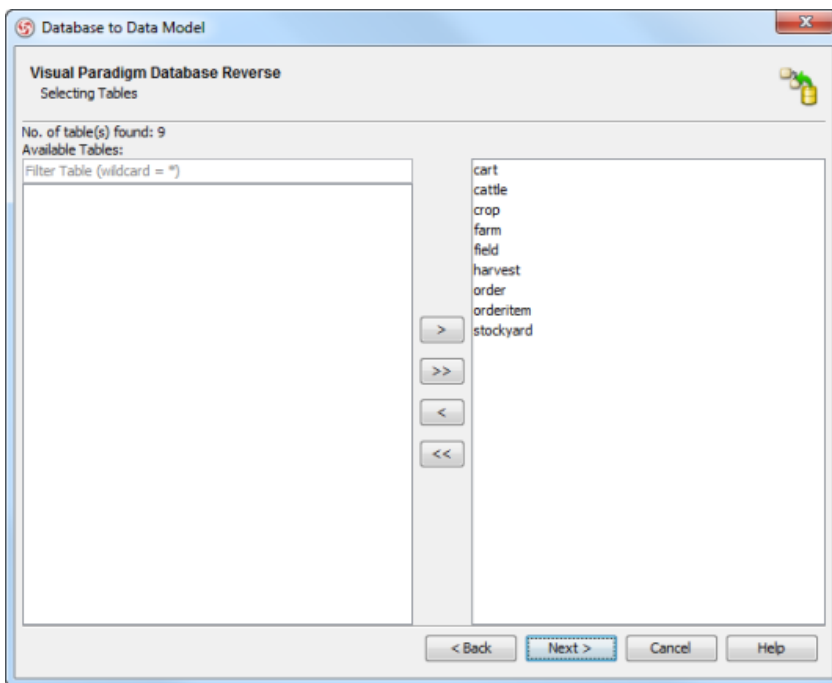 Database to Data Model
Visual Paradigm Database Reverse
Selecting Tables
No. of table(s) found: 9
Available Tables:
Filter Table (wildcard = *)
cart
cattle
crop
farm
field
harvest
order
orderitem
stockyard
>
>>
<
<<
< Back
Next >
Cancel
Help